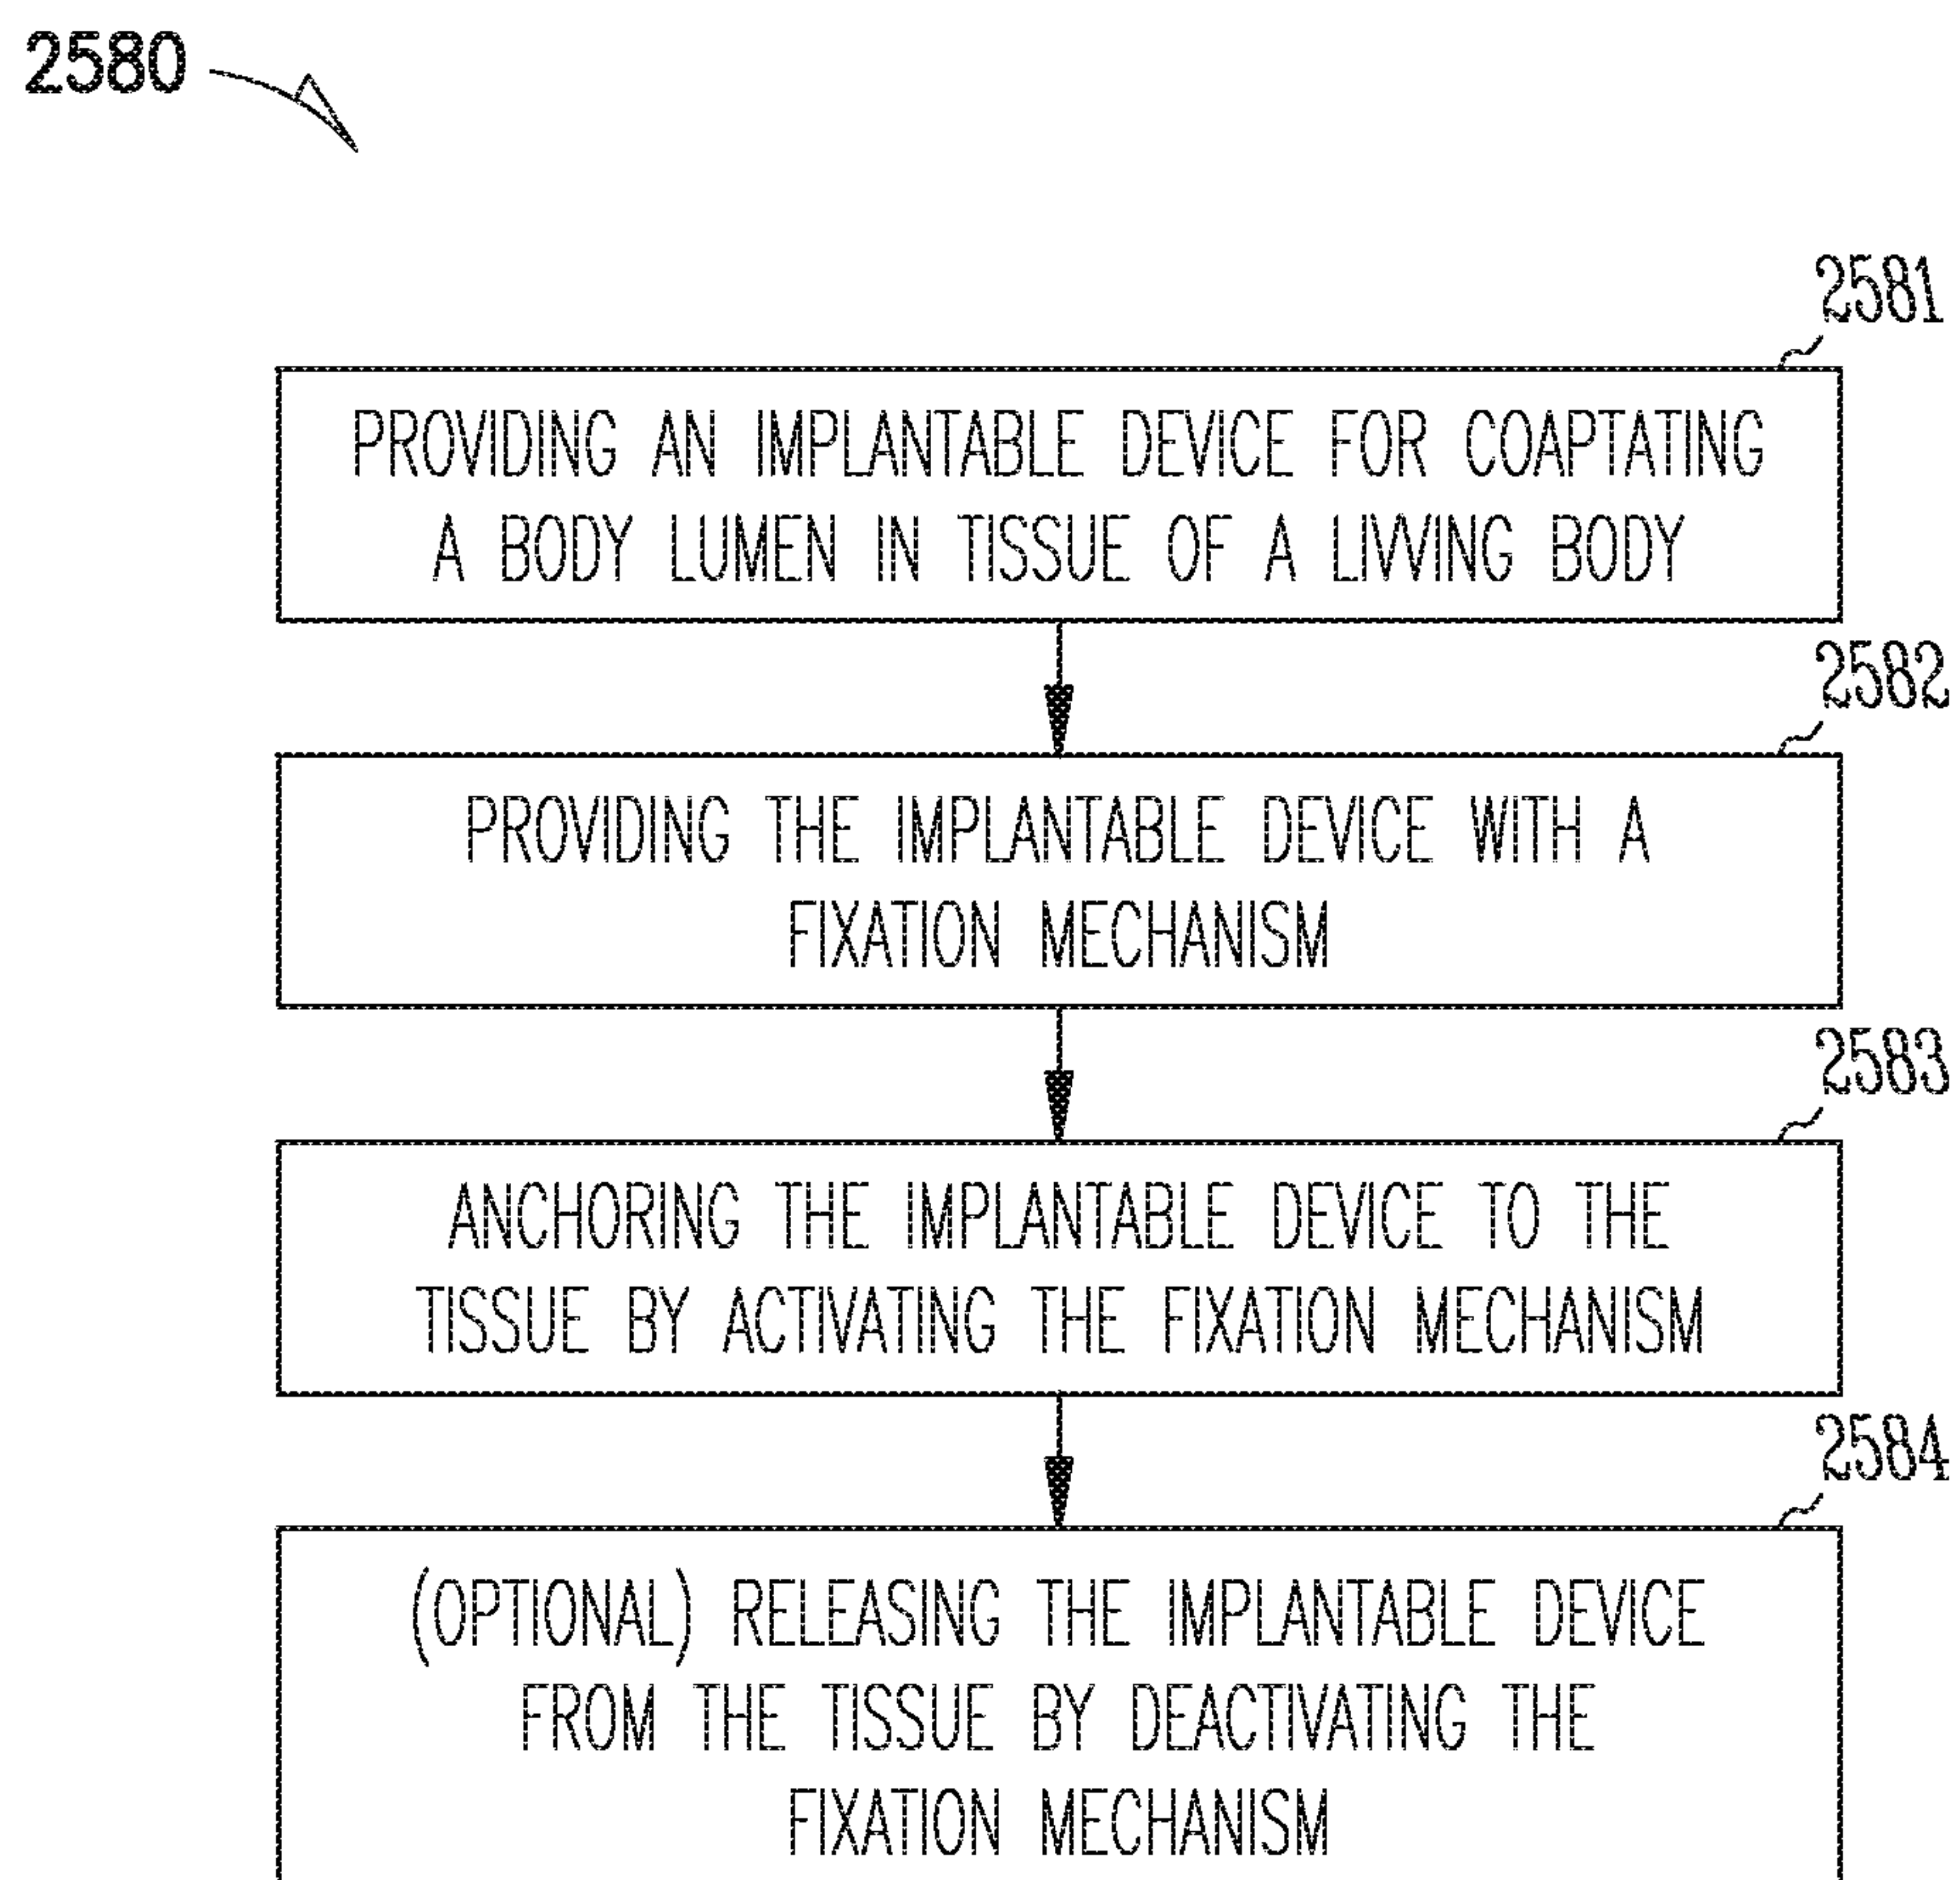 2580
2581
PROVIDING AN IMPLANTABLE DEVICE FOR COAPTATING
A BODY LUMEN IN TISSUE OF A LIVVING BODY
2582
PROVIDING THE IMPLANTABLE DEVICE WITH A
FIXATION MECHANISM
2583
ANCHORING THE IMPLANTABLE DEVICE TO THE
TISSUE BY ACTIVATING THE FIXATION MECHANISM
2584
(OPTIONAL) RELEASING THE IMPLANTABLE DEVICE
FROM THE TISSUE BY DEACTIVATING THE
FIXATION MECHANISM